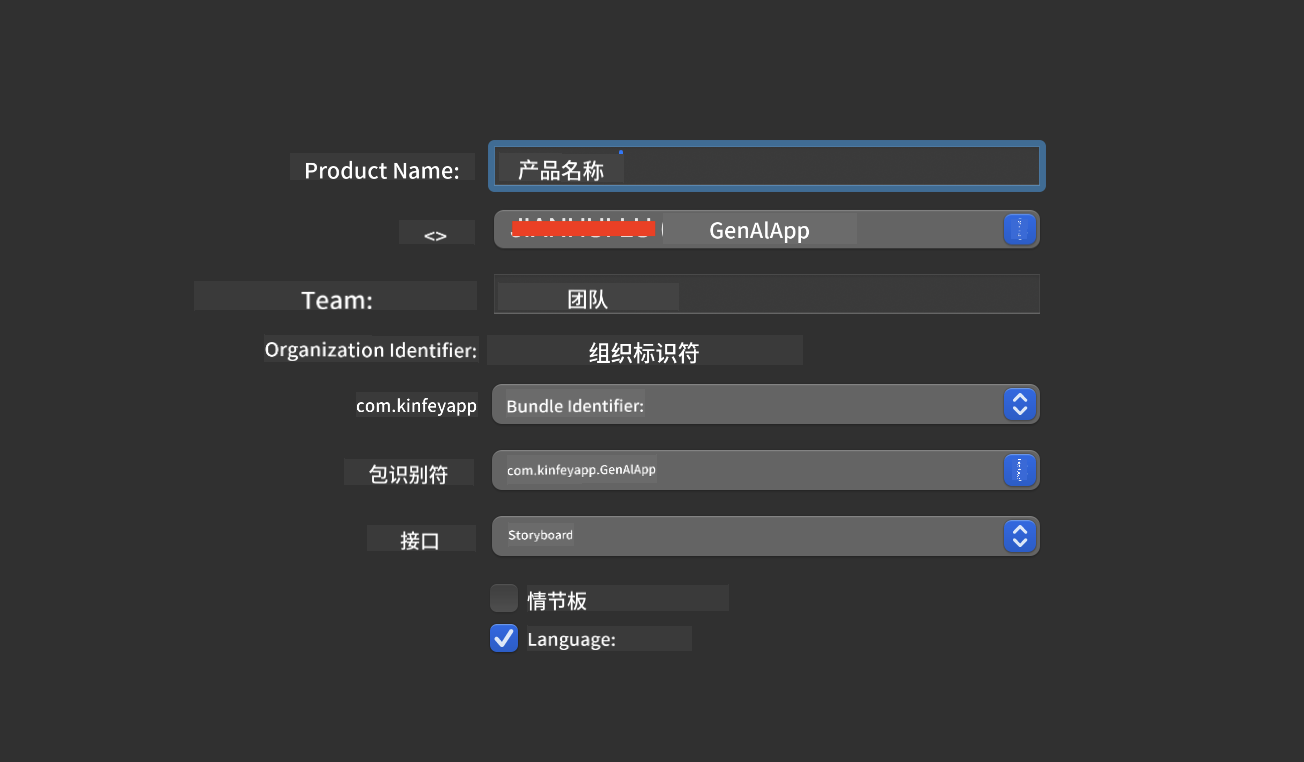 Product Name: 产品名称
<> GenAlApp
Team: 团队
Organization Identifier: 组织标识符
com.kinfeyapp Bundle Identifier:
包识别符 com.kinfeyapp.GenAlApp
接口 Storyboard
情节板
Language: